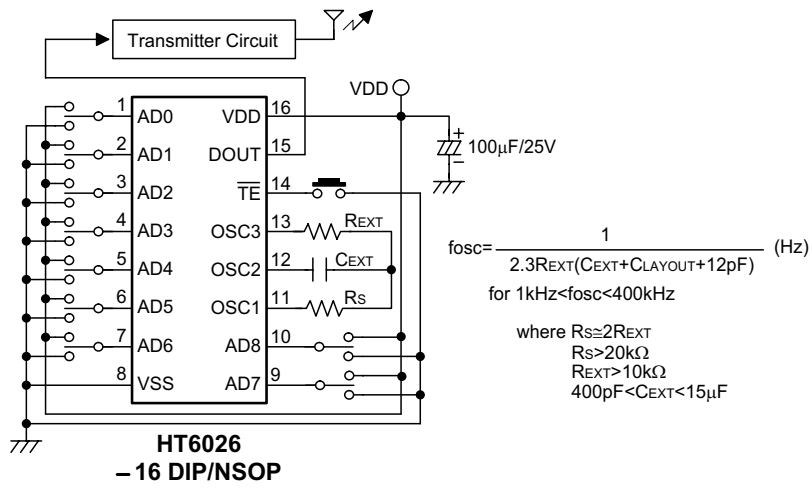 Transmitter Circuit
VDD
1 AD0 VDD 16
2 AD1 DOUT 15
3 AD2 TE 14
4 AD3 OSC3 13 REXT
5 AD4 OSC2 12 CEXT
6 AD5 OSC1 11 RS
7 AD6 AD8 10
8 VSS AD7 9
+
100μF/25V
−
fosc= 1 (Hz)
2.3REXT(CEXT+CLAYOUT+12pF)
for 1kHz<fosc<400kHz
where RS≅2REXT
RS>20kΩ
REXT>10kΩ
400pF<CEXT<15μF
HT6026
– 16 DIP/NSOP